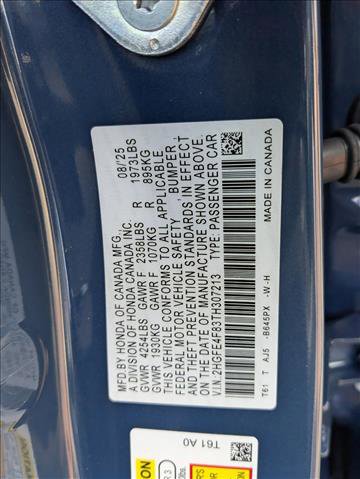 MFD. BY HONDA OF CANADA MFG. 08/25
A DIVISION OF HONDA CANADA INC.
GVWR 4254LBS GAWR F 2358LBS R 1973LBS
GVWR 1930KG GAWR F 1070KG R 895KG
THIS VEHICLE CONFORMS TO ALL APPLICABLE
FEDERAL MOTOR VEHICLE SAFETY, BUMPER,
AND THEFT PREVENTION STANDARDS IN EFFECT
ON THE DATE OF MANUFACTURE SHOWN ABOVE.
V.I.N: 2HGFE4F83TH307213 TYPE: PASSENGER CAR
MADE IN CANADA
T61 T AJ5 -B645PX -W-H
T61 A0